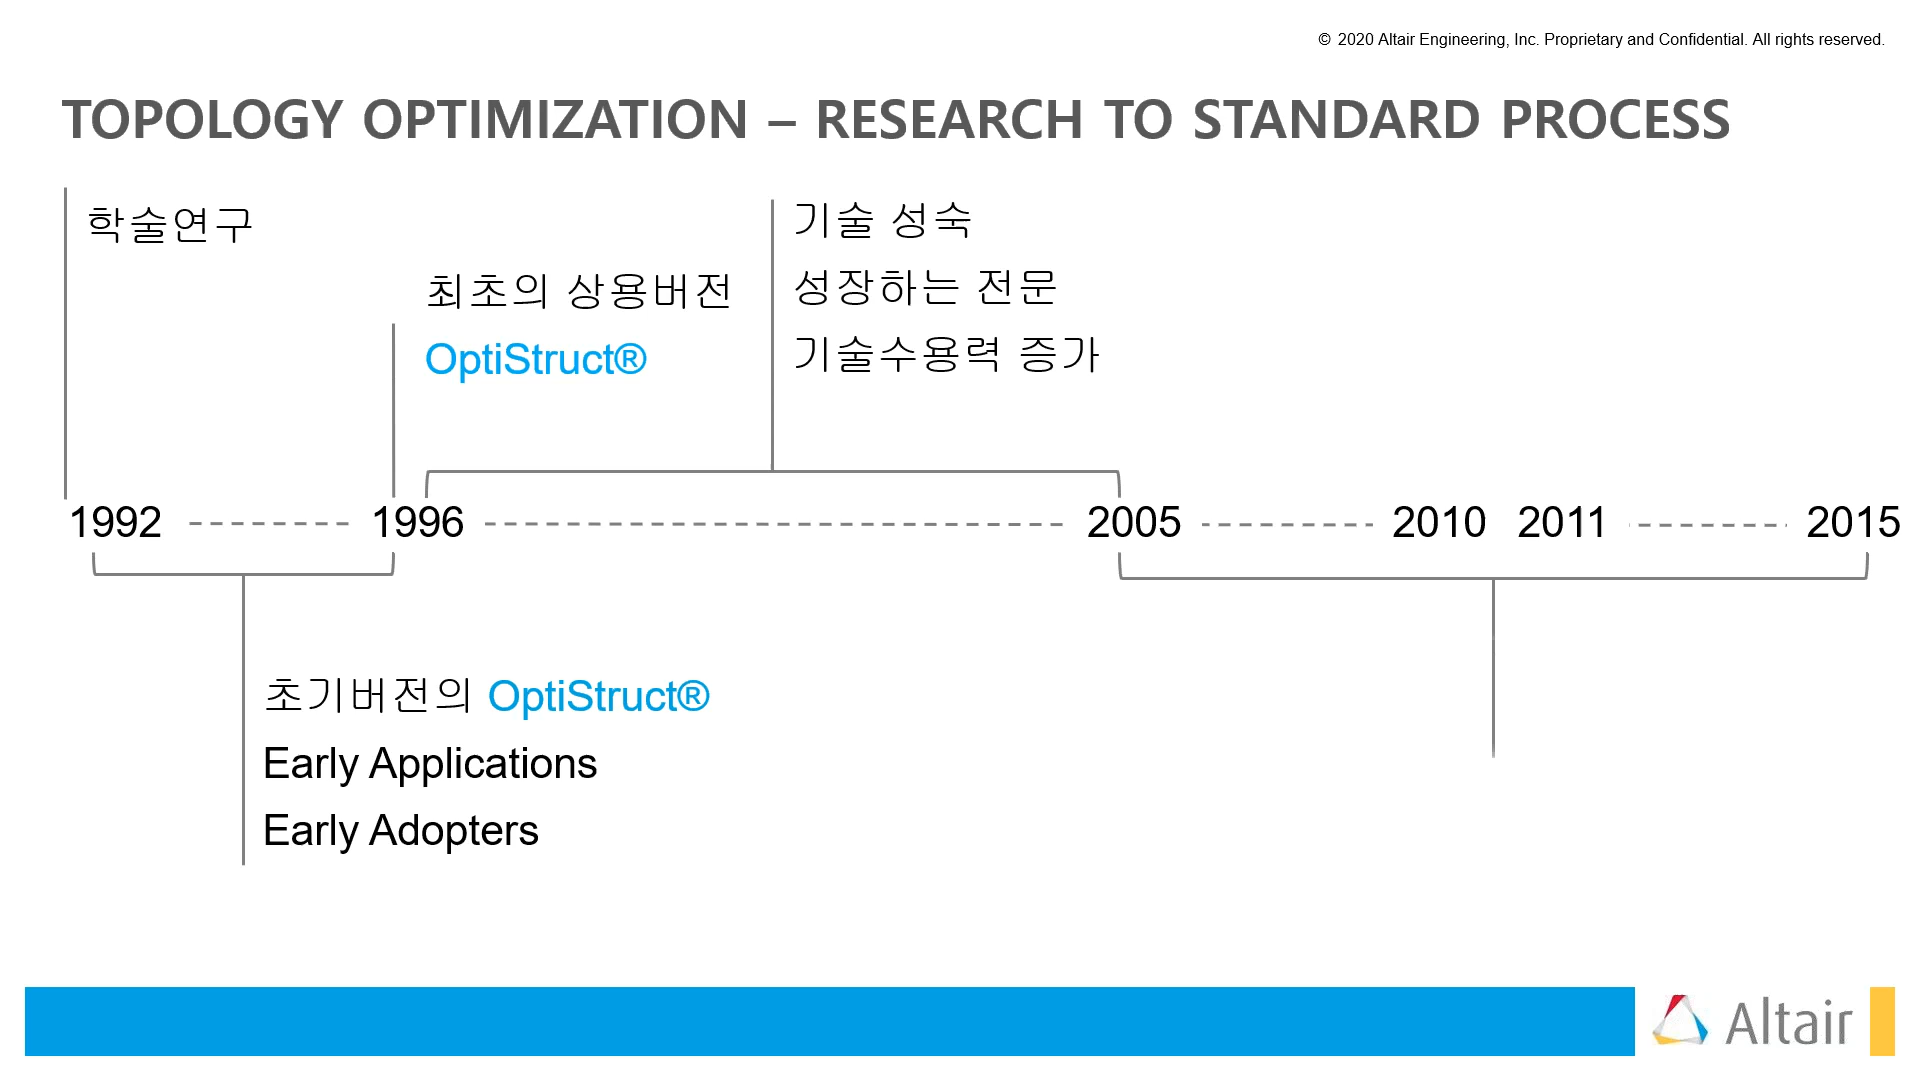 © 2020 Altair Engineering, Inc. Proprietary and Confidential. All rights reserved.
TOPOLOGY OPTIMIZATION – RESEARCH TO STANDARD PROCESS
학술연구
최초의 상용버전
OptiStruct®
기술 성숙
성장하는 전문
기술수용력 증가
1992 1996 2005 2010 2011 2015
초기버전의 OptiStruct®
Early Applications
Early Adopters
Altair